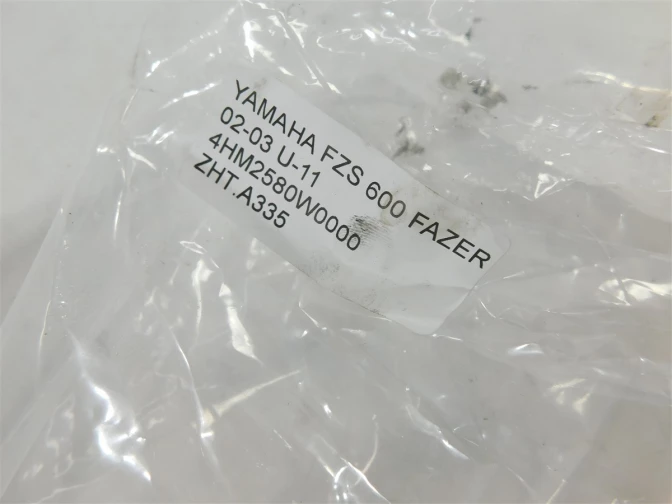 YAMAHA FZS 600 FAZER
02-03 U-11
4HM2580W0000
ZHT.A335